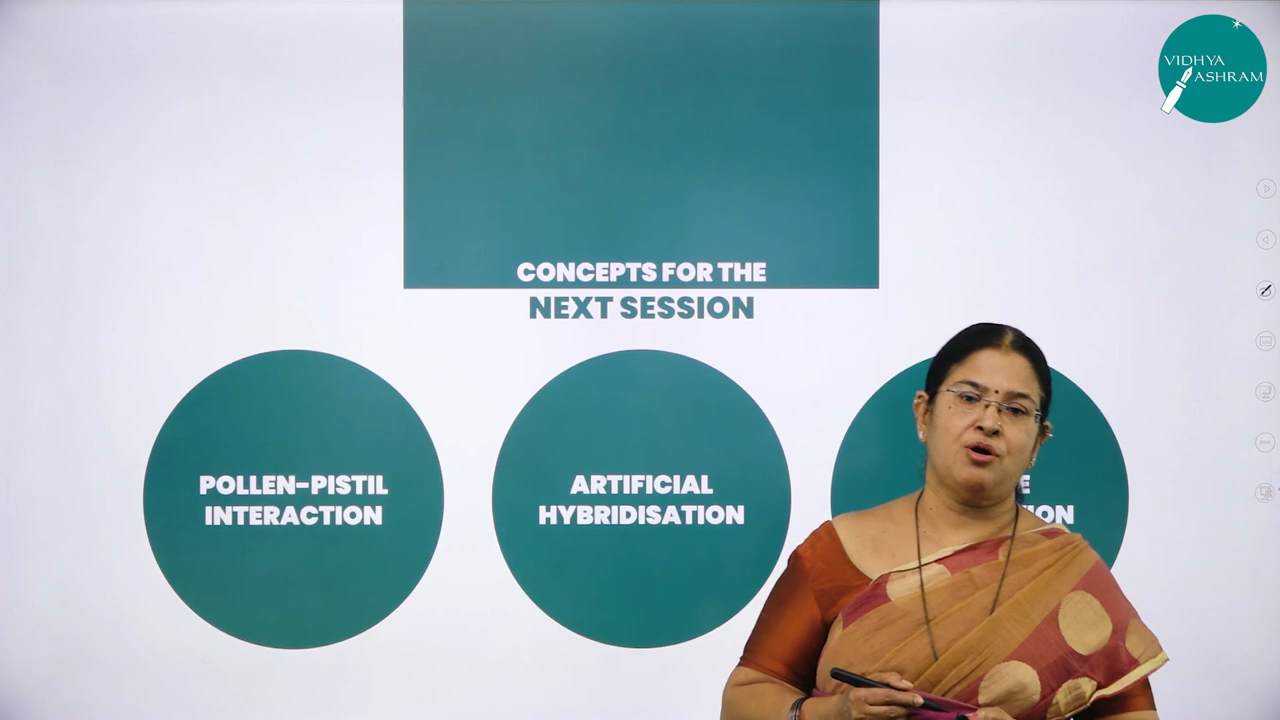 VIDHYA
ASHRAM
CONCEPTS FOR THE
NEXT SESSION
POLLEN-PISTIL
INTERACTION
ARTIFICIAL
HYBRIDISATION